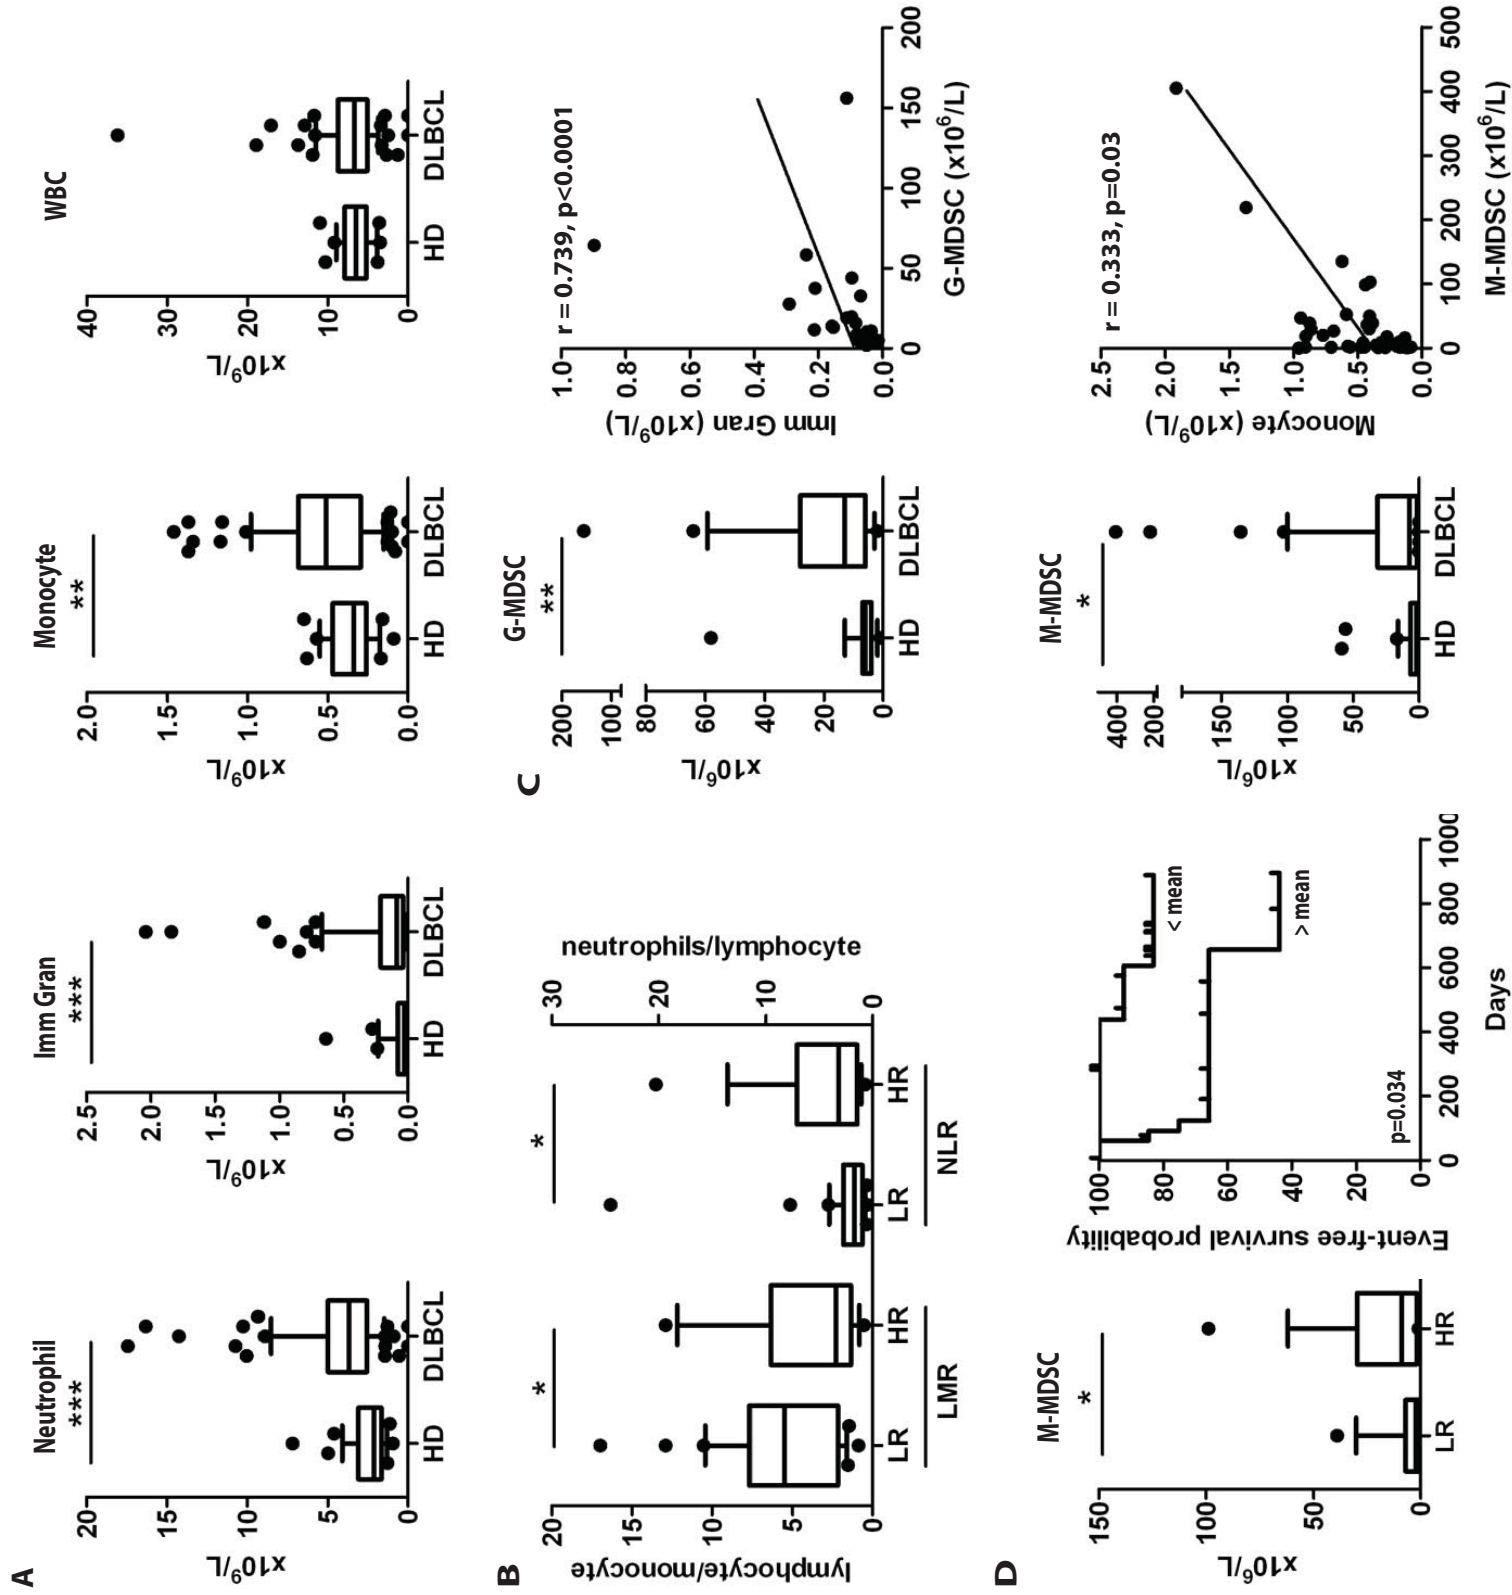 A
Neutrophil
***
x10⁹/L
20
15
10
5
0
HD
DLBCL
Imm Gran
***
x10⁹/L
2.5
2.0
1.5
1.0
0.5
0.0
HD
DLBCL
Monocyte
**
x10⁹/L
2.0
1.5
1.0
0.5
0.0
HD
DLBCL
WBC
x10⁹/L
40
30
20
10
0
HD
DLBCL
B
lymphocyte/monocyte
20
15
10
5
0
*
*
LR
HR
LR
HR
LMR
NLR
30
20
10
0
neutrophils/lymphocyte
C
G-MDSC
**
x10⁶/L
200
100
80
60
40
20
0
HD
DLBCL
r = 0.739, p<0.0001
Imm Gran (x10⁹/L)
1.0
0.8
0.6
0.4
0.2
0.0
0
50
100
150
200
G-MDSC (x10⁶/L)
M-MDSC
*
x10⁶/L
400
200
150
100
50
0
HD
DLBCL
r = 0.333, p=0.03
Monocyte (x10⁹/L)
2.5
2.0
1.5
1.0
0.5
0.0
0
100
200
300
400
500
M-MDSC (x10⁶/L)
D
M-MDSC
*
x10⁶/L
150
100
50
0
LR
HR
Event-free survival probability
100
80
60
40
20
0
< mean
> mean
p=0.034
0
200
400
600
800
1000
Days